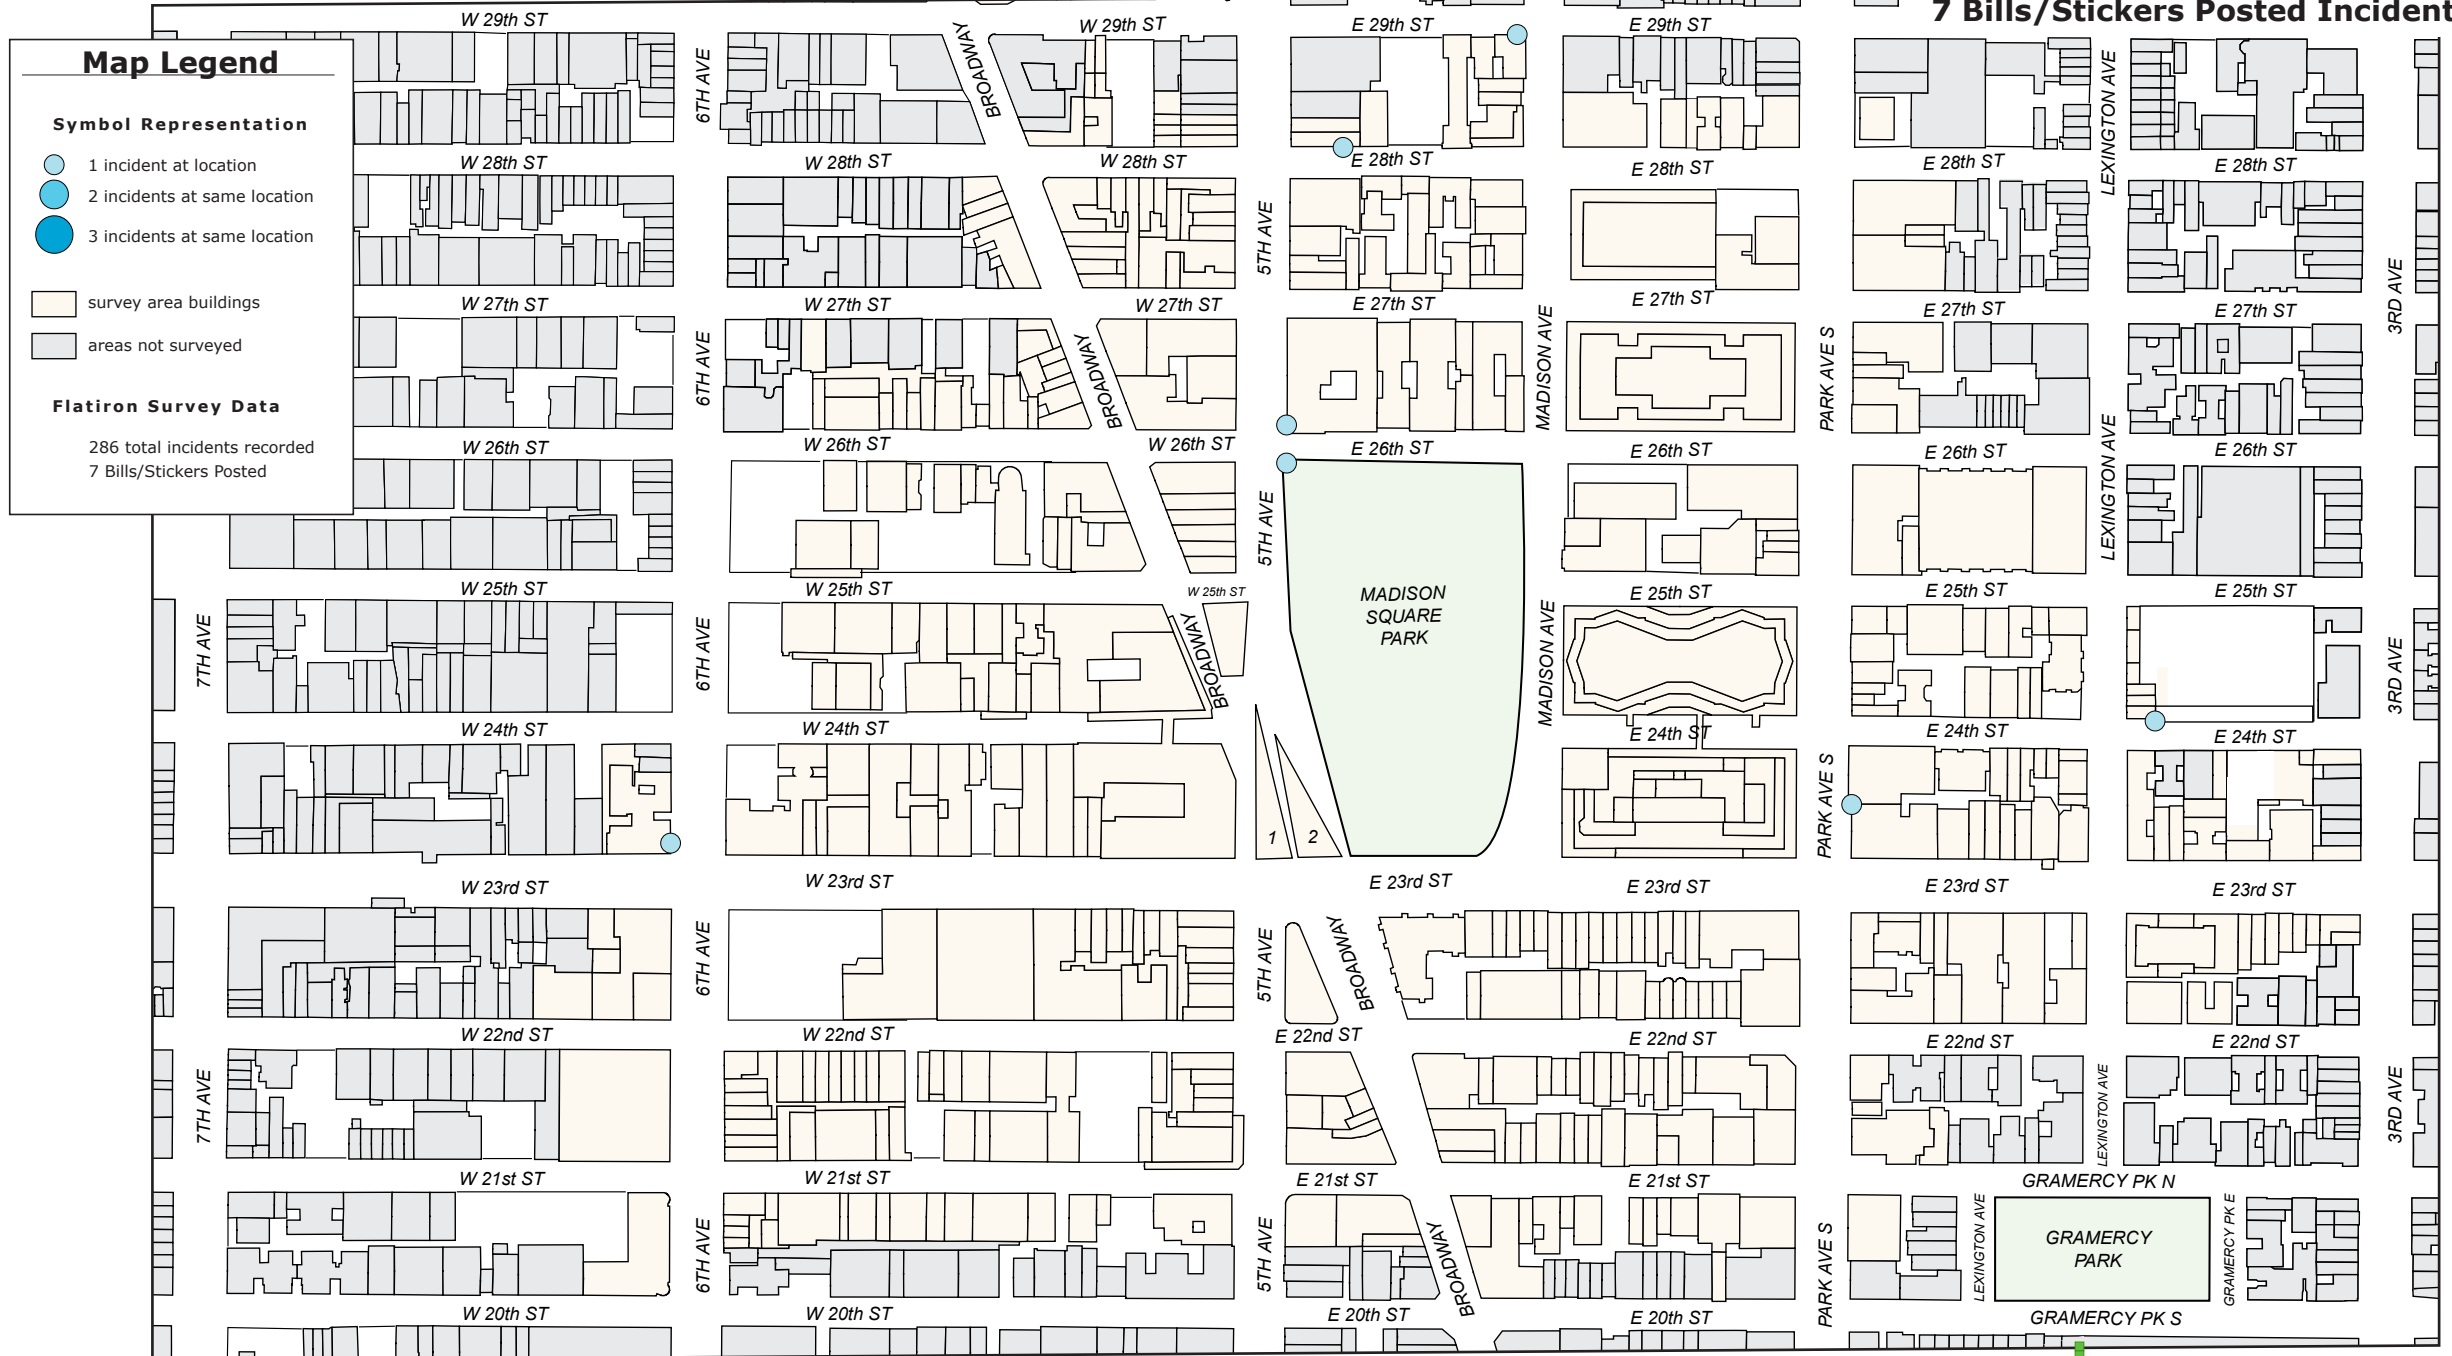 7 Bills/Stickers Posted Incident
Map Legend
Symbol Representation
1 incident at location
2 incidents at same location
3 incidents at same location
survey area buildings
areas not surveyed
Flatiron Survey Data
286 total incidents recorded
7 Bills/Stickers Posted
W 29th ST
W 29th ST
E 29th ST
E 29th ST
6TH AVE
BROADWAY
LEXINGTON AVE
W 28th ST
W 28th ST
W 28th ST
E 28th ST
E 28th ST
E 28th ST
E 28th ST
5TH AVE
3RD AVE
W 27th ST
W 27th ST
W 27th ST
E 27th ST
E 27th ST
E 27th ST
E 27th ST
6TH AVE
BROADWAY
MADISON AVE
PARK AVE S
LEXINGTON AVE
W 26th ST
W 26th ST
W 26th ST
E 26th ST
E 26th ST
E 26th ST
E 26th ST
5TH AVE
W 25th ST
W 25th ST
W 25th ST
E 25th ST
E 25th ST
E 25th ST
MADISON
SQUARE
PARK
7TH AVE
6TH AVE
BROADWAY
MADISON AVE
3RD AVE
W 24th ST
W 24th ST
E 24th ST
E 24th ST
E 24th ST
PARK AVE S
1
2
W 23rd ST
W 23rd ST
E 23rd ST
E 23rd ST
E 23rd ST
E 23rd ST
6TH AVE
5TH AVE
BROADWAY
W 22nd ST
W 22nd ST
E 22nd ST
E 22nd ST
E 22nd ST
E 22nd ST
7TH AVE
LEXINGTON AVE
3RD AVE
W 21st ST
W 21st ST
E 21st ST
E 21st ST
GRAMERCY PK N
6TH AVE
5TH AVE
BROADWAY
PARK AVE S
LEXINGTON AVE
GRAMERCY
PARK
GRAMERCY PK E
W 20th ST
W 20th ST
E 20th ST
E 20th ST
GRAMERCY PK S